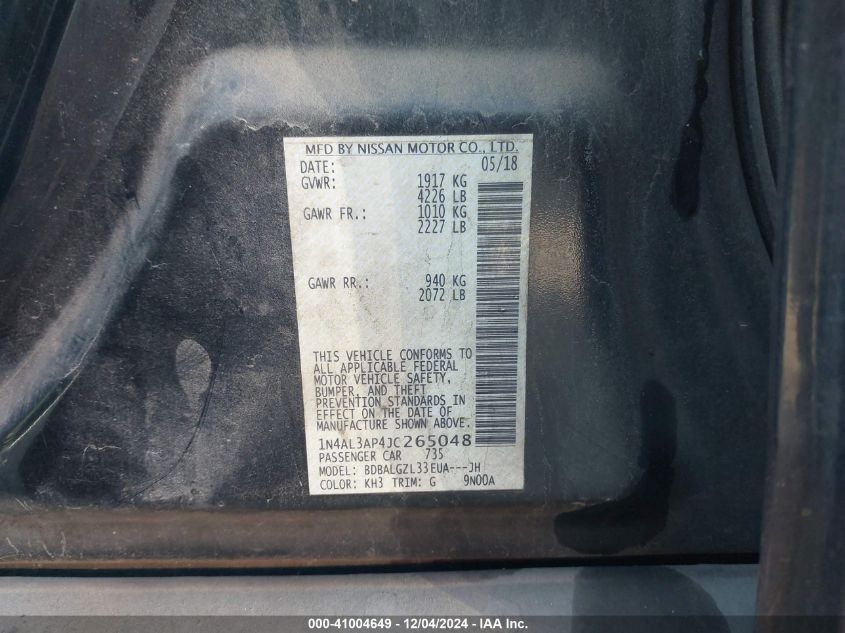 MFD BY NISSAN MOTOR CO., LTD.
DATE: 05/18
GVWR: 1917 KG
4226 LB
GAWR FR.: 1010 KG
2227 LB
GAWR RR.: 940 KG
2072 LB
THIS VEHICLE CONFORMS TO
ALL APPLICABLE FEDERAL
MOTOR VEHICLE SAFETY,
BUMPER, AND THEFT
PREVENTION STANDARDS IN
EFFECT ON THE DATE OF
MANUFACTURE SHOWN ABOVE.
1N4AL3AP4JC265048
PASSENGER CAR 735
MODEL: BDBALGZL33EUA---JH
COLOR: KH3 TRIM: G 9N00A
000-41004649 - 12/04/2024 - IAA Inc.